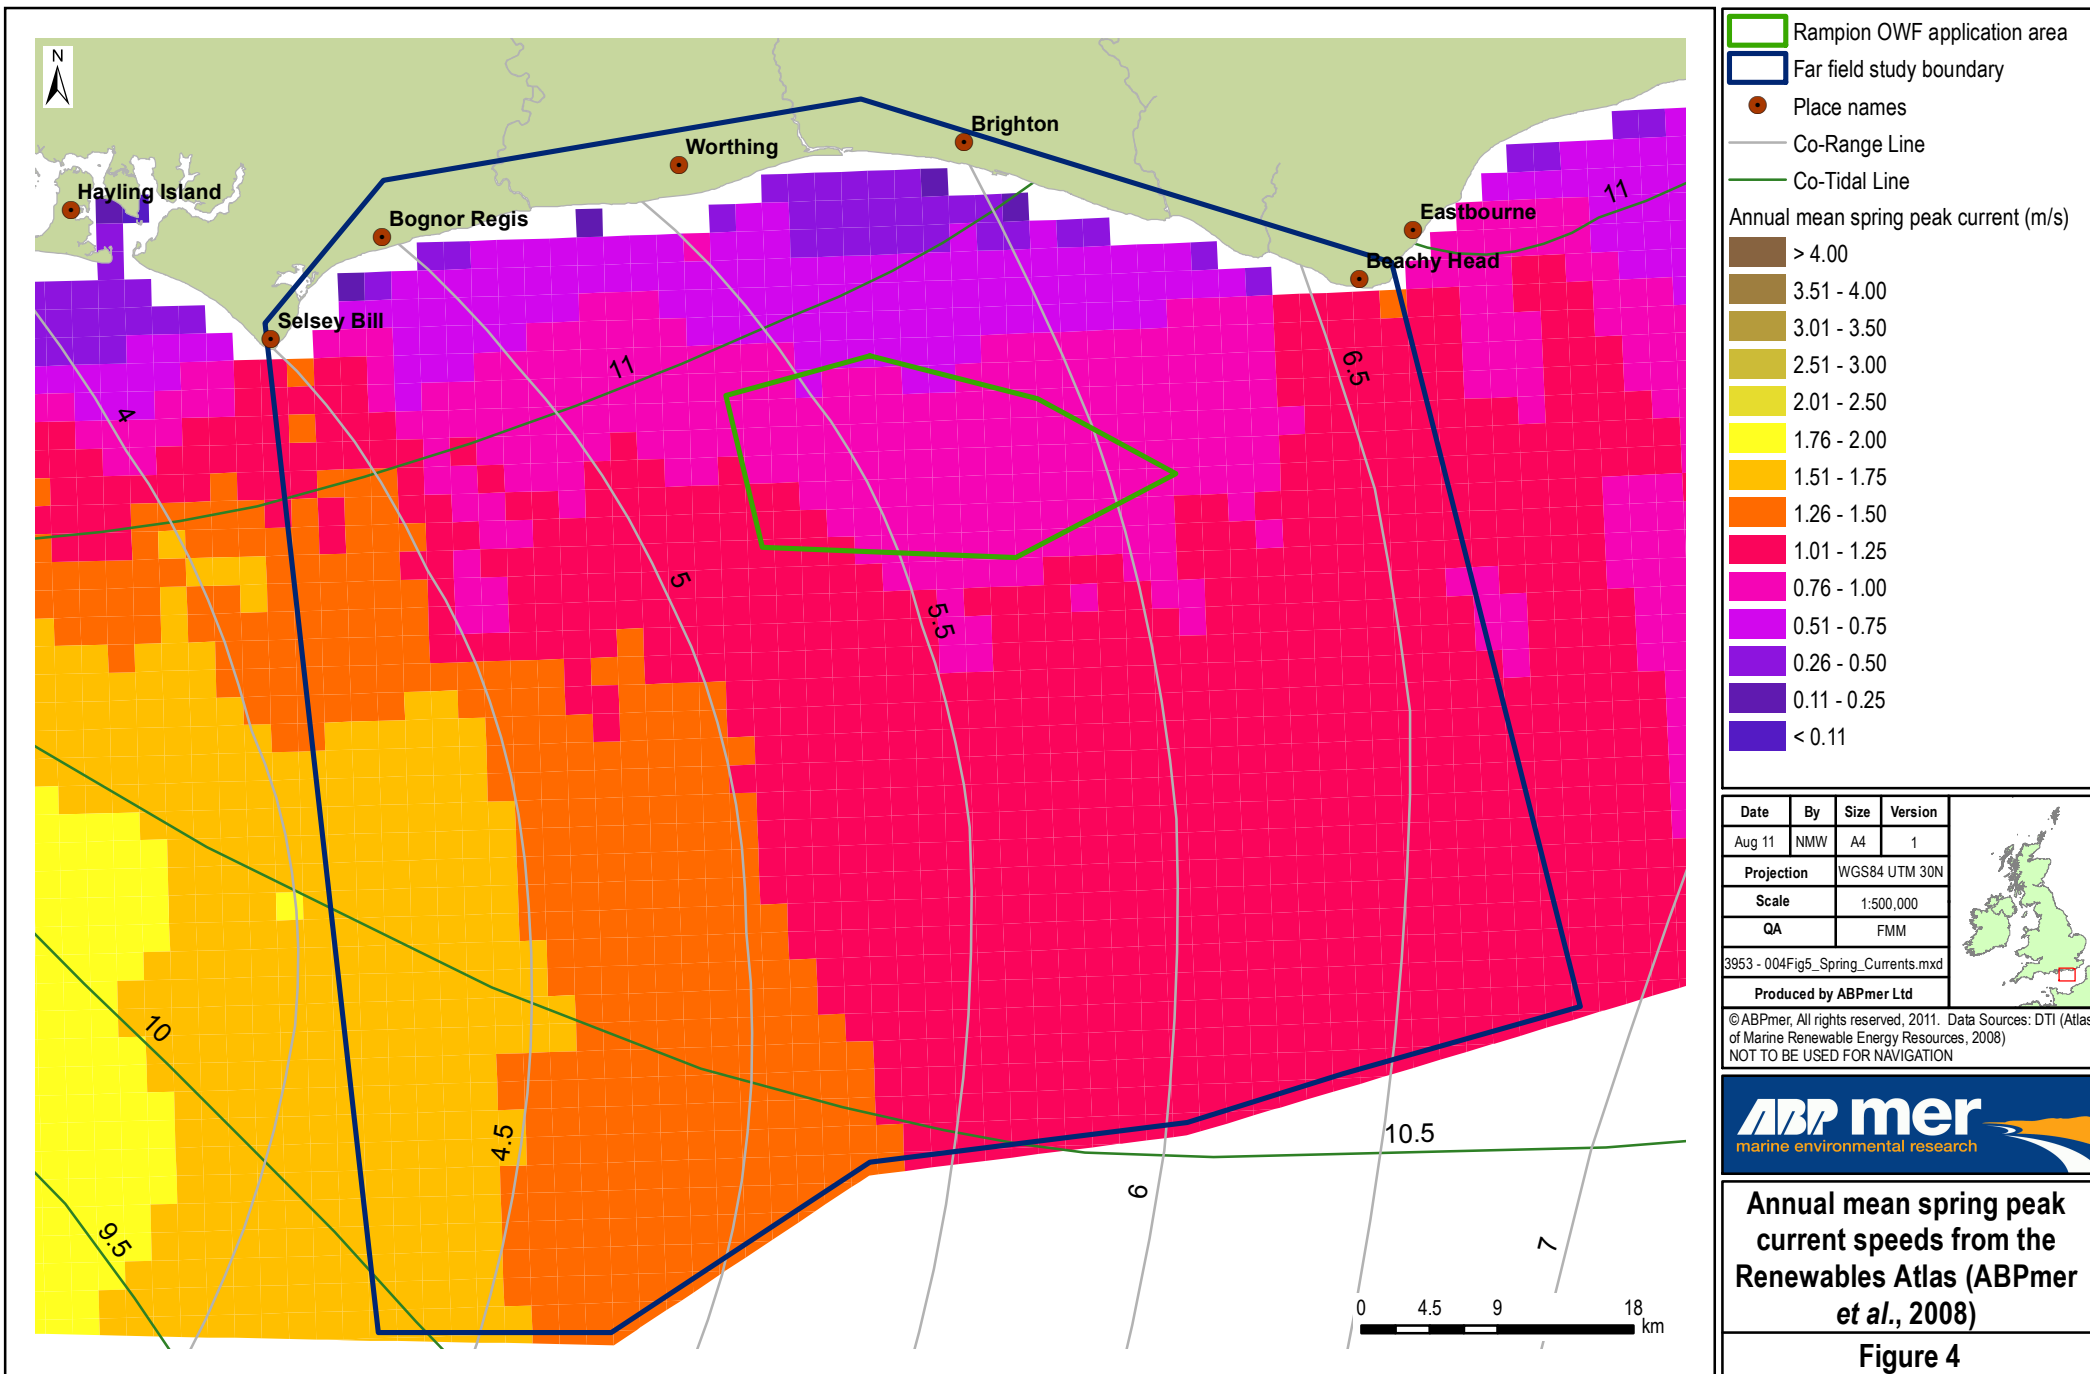 N
Hayling Island
Bognor Regis
Selsey Bill
Worthing
Brighton
Eastbourne
Beachy Head
11
11
4
5
5.5
6.5
10
9.5
4.5
6
10.5
7
0 4.5 9 18
km
Rampion OWF application area
Far field study boundary
Place names
Co-Range Line
Co-Tidal Line
Annual mean spring peak current (m/s)
> 4.00
3.51 - 4.00
3.01 - 3.50
2.51 - 3.00
2.01 - 2.50
1.76 - 2.00
1.51 - 1.75
1.26 - 1.50
1.01 - 1.25
0.76 - 1.00
0.51 - 0.75
0.26 - 0.50
0.11 - 0.25
< 0.11
Date By Size Version
Aug 11 NMW A4 1
Projection WGS84 UTM 30N
Scale 1:500,000
QA FMM
3953 - 004Fig5_Spring_Currents.mxd
Produced by ABPmer Ltd
© ABPmer, All rights reserved, 2011. Data Sources: DTI (Atlas
of Marine Renewable Energy Resources, 2008)
NOT TO BE USED FOR NAVIGATION
ABP mer
marine environmental research
Annual mean spring peak
current speeds from the
Renewables Atlas (ABPmer
et al., 2008)
Figure 4